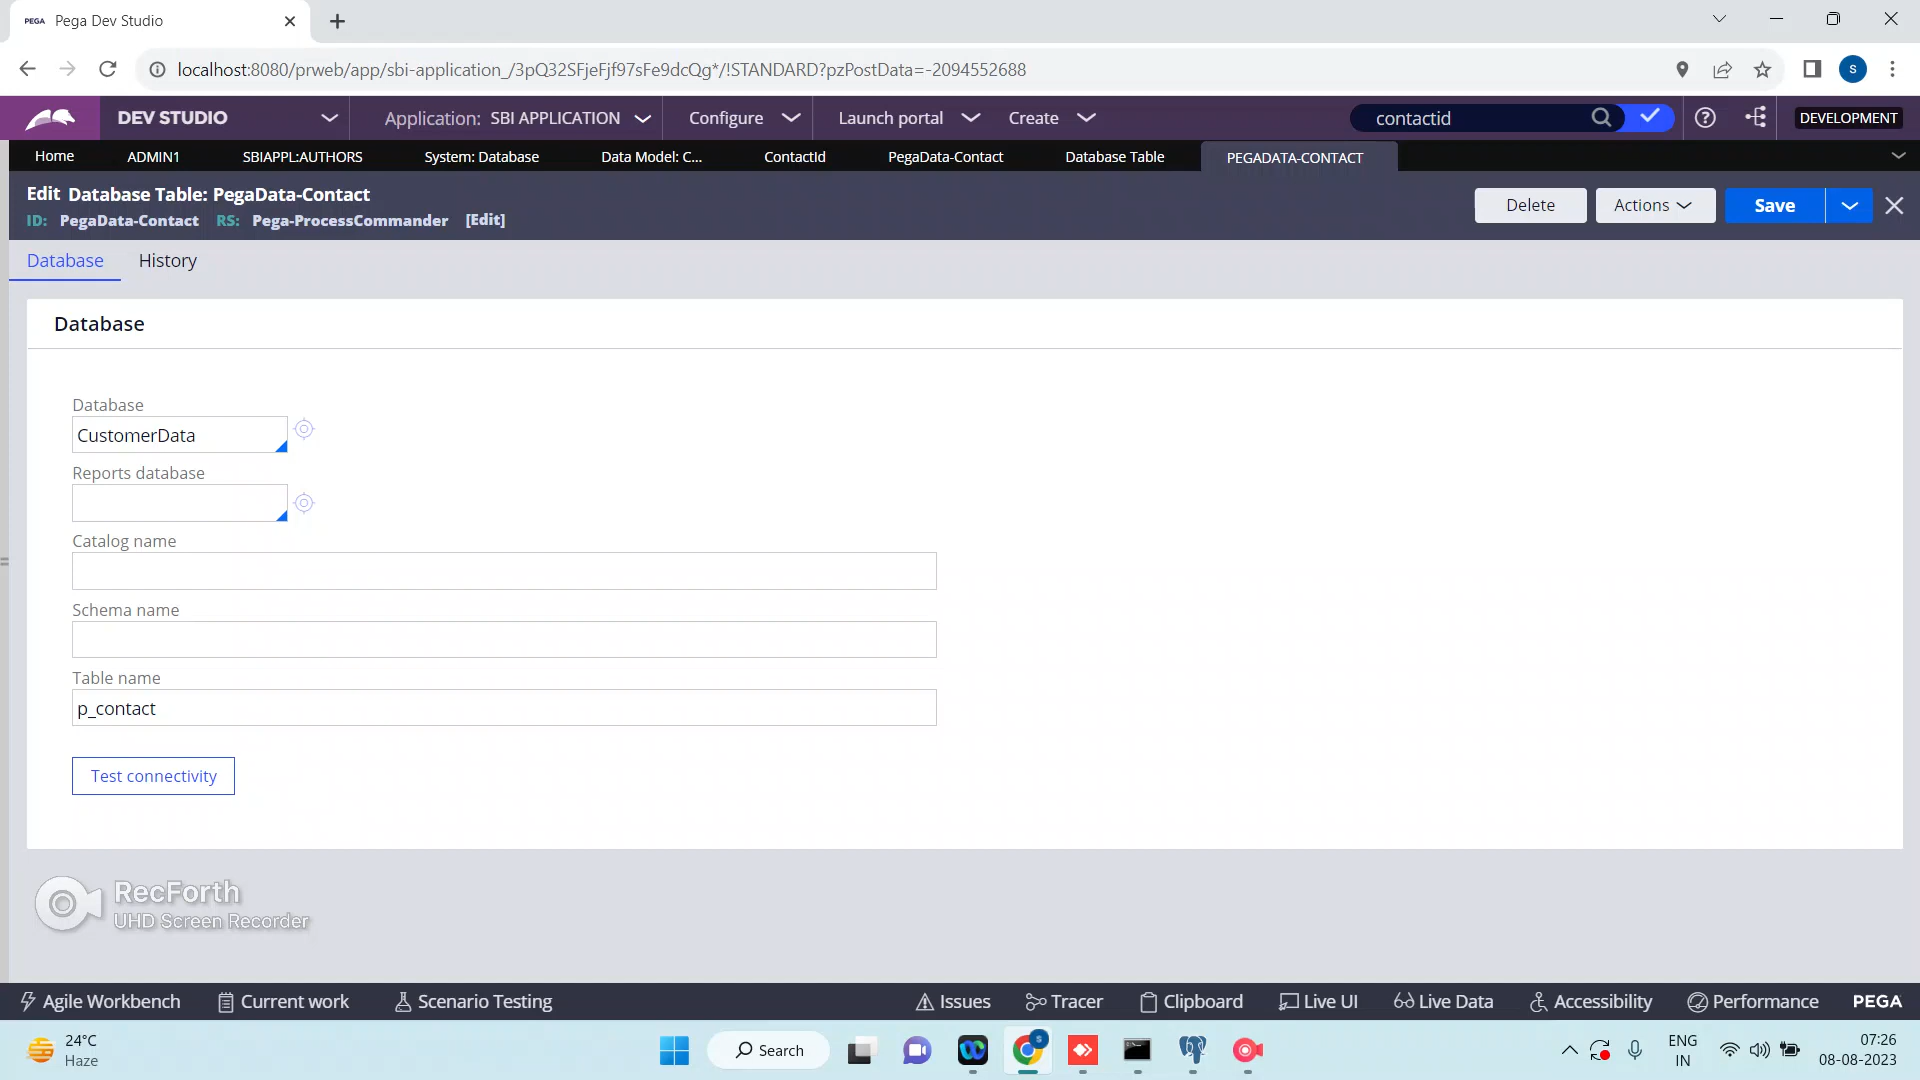 PEGA Pega Dev Studio
localhost:8080/prweb/app/sbi-application_/3pQ32SFjeFjf97sFe9dcQg*/!STANDARD?pzPostData=-2094552688
S
DEV STUDIO Application: SBI APPLICATION Configure Launch portal Create contactid DEVELOPMENT
Home ADMIN1 SBIAPPL:AUTHORS System: Database Data Model: C... ContactId PegaData-Contact Database Table PEGADATA-CONTACT
Edit Database Table: PegaData-Contact
ID: PegaData-Contact RS: Pega-ProcessCommander [Edit]
Delete Actions Save
Database History
Database
Database
CustomerData
Reports database
Catalog name
Schema name
Table name
p_contact
Test connectivity
RecForth
UHD Screen Recorder
Agile Workbench Current work Scenario Testing Issues Tracer Clipboard Live UI Live Data Accessibility Performance PEGA
24°C
Haze
Search
ENG
IN
07:26
08-08-2023